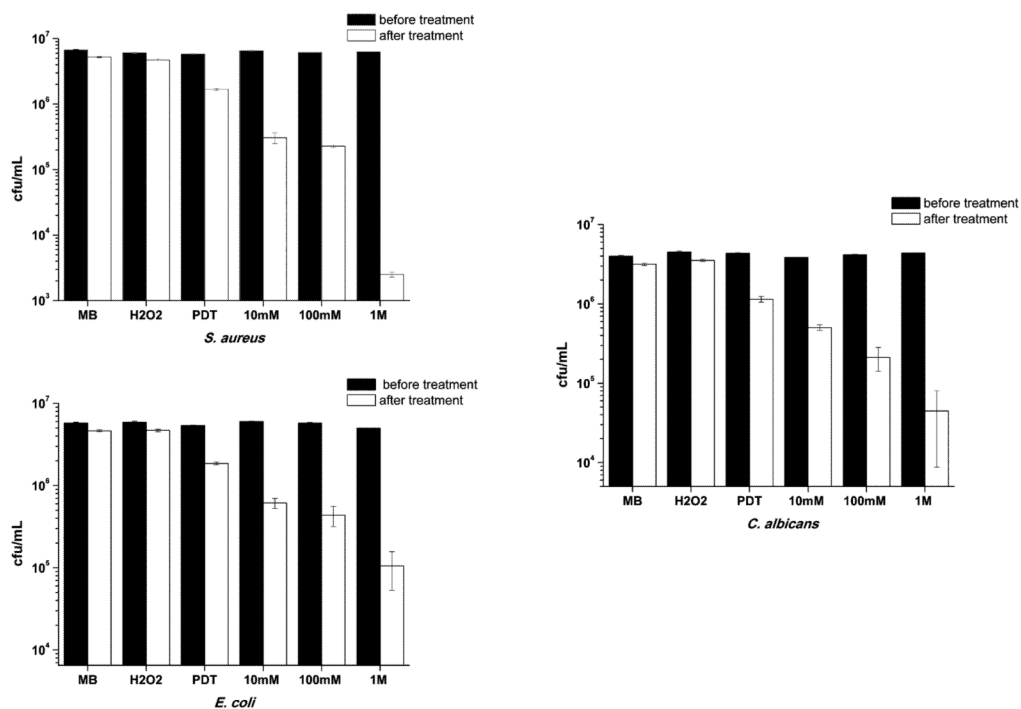 before treatment
after treatment
10⁷
10⁶
10⁵
10⁴
10³
cfu/mL
MB H2O2 PDT 10mM 100mM 1M
S. aureus
before treatment
after treatment
10⁷
10⁶
10⁵
10⁴
cfu/mL
MB H2O2 PDT 10mM 100mM 1M
E. coli
before treatment
after treatment
10⁷
10⁶
10⁵
10⁴
cfu/mL
MB H2O2 PDT 10mM 100mM 1M
C. albicans